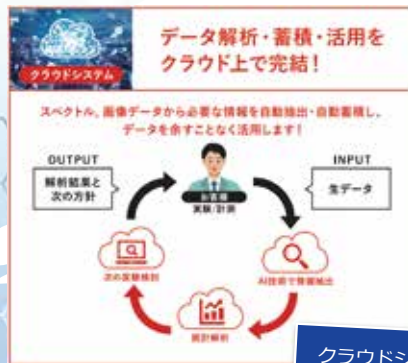 クラウドシステム
データ解析・蓄積・活用を
クラウド上で完結！
スペクトル、画像データから必要な情報を自動抽出・自動蓄積し、
データを余すことなく活用します！
OUTPUT
解析結果と
次の方針
INPUT
生データ
お客様
実験/計測
次の実験検討
AI技術で情報抽出
統計解析
クラウドシ